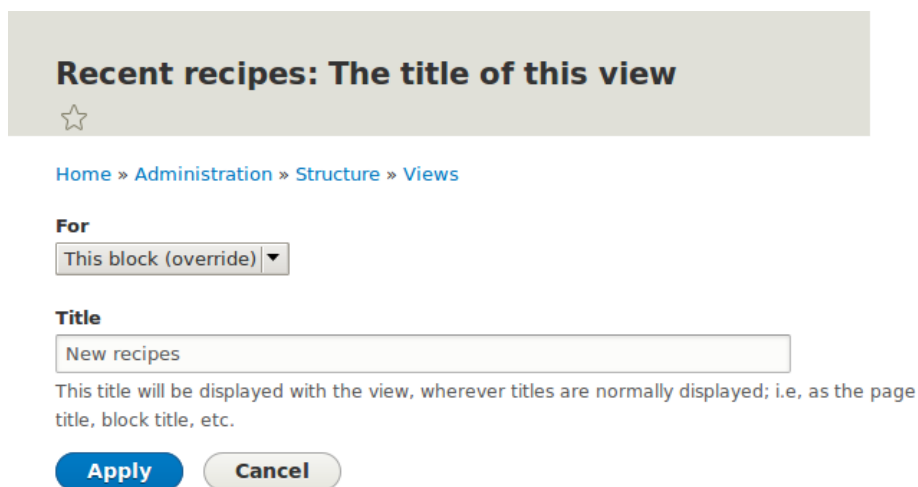 Recent recipes: The title of this view
Home » Administration » Structure » Views
For
This block (override)
Title
New recipes
This title will be displayed with the view, wherever titles are normally displayed; i.e, as the page
title, block title, etc.
Apply Cancel